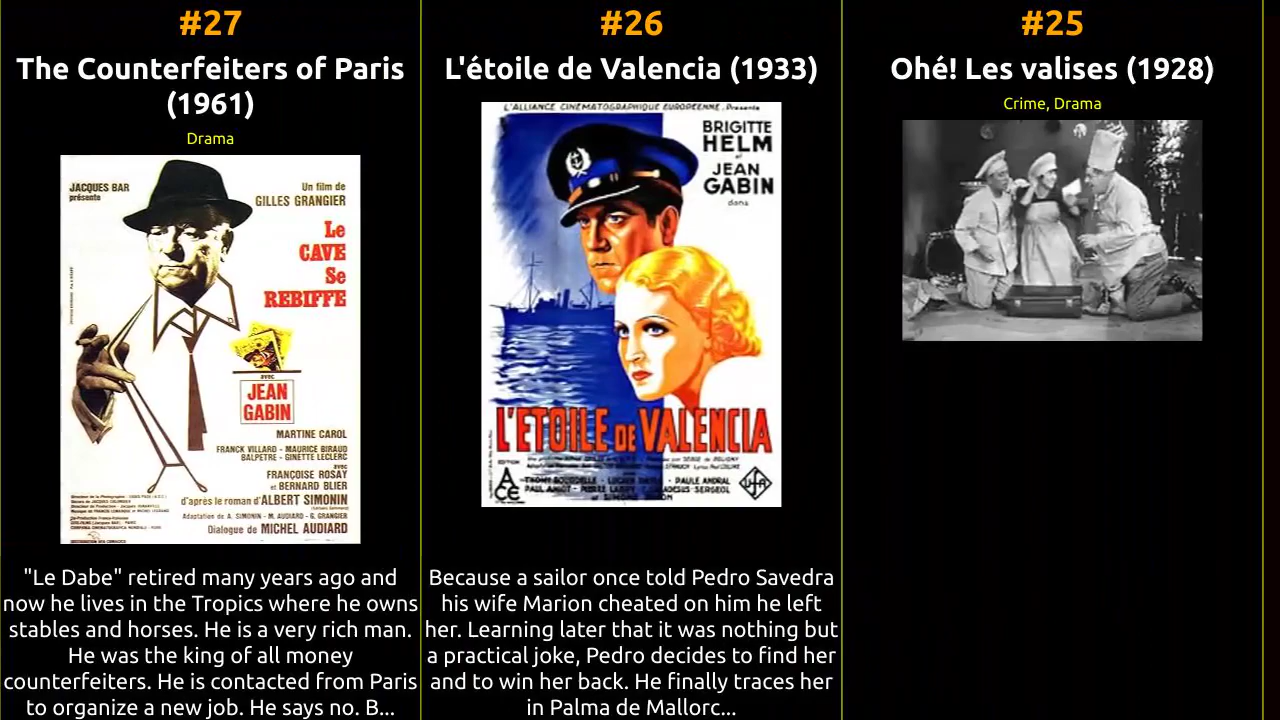 #27
The Counterfeiters of Paris
(1961)
Drama
JACQUES BAR
présente
Un film de
GILLES GRANGIER
Le
CAVE
Se
REBIFFE
avec
JEAN
GABIN
MARTINE CAROL
FRANCK VILLARD - MAURICE BIRAUD
BALPETRE - GINETTE LECLERC
avec
FRANÇOISE ROSAY
et BERNARD BLIER
d'après le roman d'ALBERT SIMONIN
Adaptation de A. SIMONIN - M. AUDIARD - G. GRANGIER
Dialogue de MICHEL AUDIARD
"Le Dabe" retired many years ago and
now he lives in the Tropics where he owns
stables and horses. He is a very rich man.
He was the king of all money
counterfeiters. He is contacted from Paris
to organize a new job. He says no. B...
#26
L'étoile de Valencia (1933)
L'ALLIANCE CINÉMATOGRAPHIQUE EUROPÉENNE. Presente
BRIGITTE
HELM
et
JEAN
GABIN
dans
L'ETOILE DE VALENCIA
ACE
UFA
Because a sailor once told Pedro Savedra
his wife Marion cheated on him he left
her. Learning later that it was nothing but
a practical joke, Pedro decides to find her
and to win her back. He finally traces her
in Palma de Mallorc...
#25
Ohé! Les valises (1928)
Crime, Drama